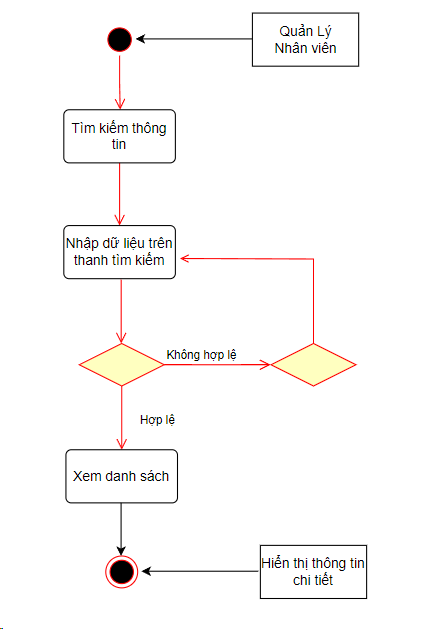 Quản Lý
Nhân viên
Tìm kiếm thông
tin
Nhập dữ liệu trên
thanh tìm kiếm
Không hợp lệ
Hợp lệ
Xem danh sách
Hiển thị thông tin
chi tiết